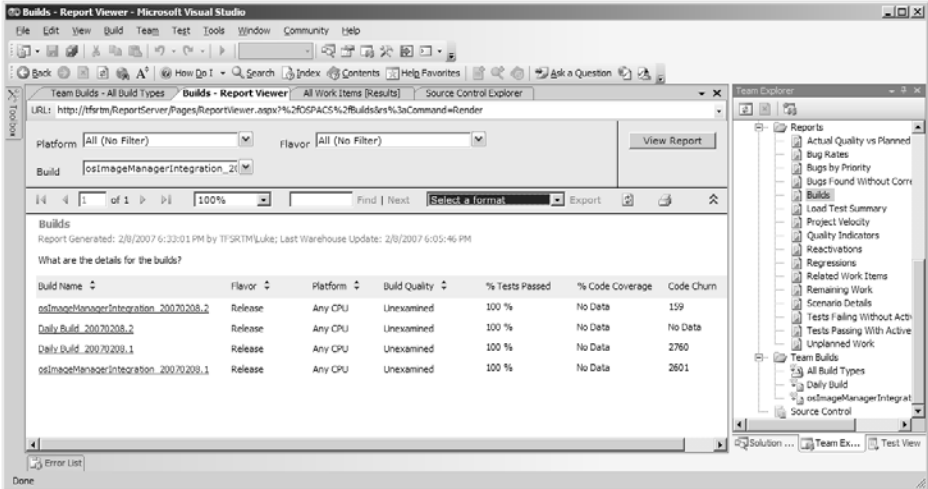 Builds - Report Viewer - Microsoft Visual Studio
File Edit View Build Team Test Tools Window Community Help
Back How Do I Search Index Contents Help Favorites Ask a Question
Team Builds - All Build Types Builds - Report Viewer All Work Items [Results] Source Control Explorer
URL: http://tfsrtm/ReportServer/Pages/ReportViewer.aspx?%2fOSPACS%2fBuilds&rs%3aCommand=Render
Toolbox
Platform All (No Filter) Flavor All (No Filter) View Report
Build osImageManagerIntegration_20
1 of 1 100% Find | Next Select a format Export
Builds
Report Generated: 2/8/2007 6:33:01 PM by TFSRTM\Luke; Last Warehouse Update: 2/8/2007 6:05:46 PM
What are the details for the builds?
Build Name Flavor Platform Build Quality % Tests Passed % Code Coverage Code Churn
osImageManagerIntegration_20070208.2 Release Any CPU Unexamined 100 % No Data 159
Daily Build_20070208.2 Release Any CPU Unexamined 100 % No Data No Data
Daily Build_20070208.1 Release Any CPU Unexamined 100 % No Data 2760
osImageManagerIntegration_20070208.1 Release Any CPU Unexamined 100 % No Data 2601
Team Explorer
Reports
Actual Quality vs Planned
Bug Rates
Bugs by Priority
Bugs Found Without Corre
Builds
Load Test Summary
Project Velocity
Quality Indicators
Reactivations
Regressions
Related Work Items
Remaining Work
Scenario Details
Tests Failing Without Activ
Tests Passing With Active
Unplanned Work
Team Builds
All Build Types
Daily Build
osImageManagerIntegrat
Source Control
Solution ... Team Ex... Test View
Error List
Done